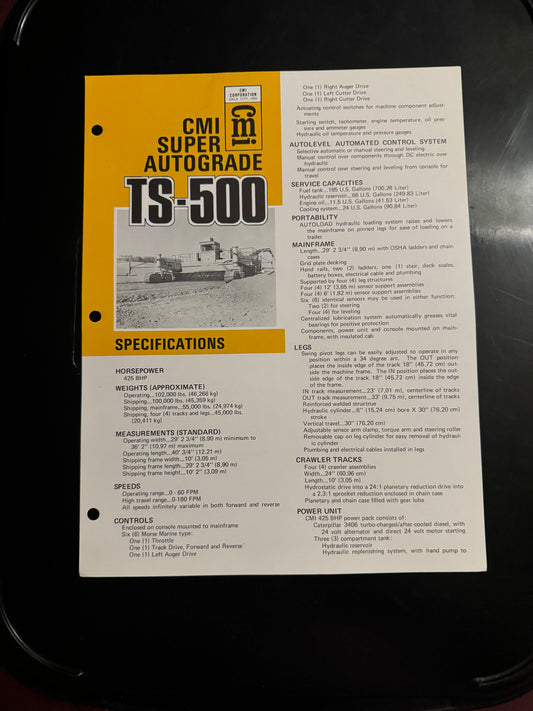 CMI
CORPORATION
OKLA. CITY, USA
CMI
CMI
SUPER
AUTOGRADE
TS-500
SPECIFICATIONS
HORSEPOWER
425 BHP
WEIGHTS (APPROXIMATE)
Operating...102,000 lbs. (46,266 kg)
Shipping...100,000 lbs. (45,359 kg)
Shipping, mainframe...55,000 lbs. (24,974 kg)
Shipping, four (4) tracks and legs...45,000 lbs.
(20,411 kg)
MEASUREMENTS (STANDARD)
Operating width...29' 2 3/4" (8,90 m) minimum to
36' 2" (10,97 m) maximum
Operating length...40' 3/4" (12,21 m)
Shipping frame width...10' (3,05 m)
Shipping frame length...29' 2 3/4" (8,90 m)
Shipping frame height...10' 2" (3,09 m)
SPEEDS
Operating range...0 - 60 FPM
High travel range...0-180 FPM
All speeds infinitely variable in both forward and reverse
CONTROLS
Enclosed on console mounted to mainframe
Six (6) Morse Marine type:
One (1) Throttle
One (1) Track Drive, Forward and Reverse
One (1) Left Auger Drive
One (1) Right Auger Drive
One (1) Left Cutter Drive
One (1) Right Cutter Drive
Actuating control switches for machine component adjust-
ments
Starting switch, tachometer, engine temperature, oil pres-
sure and ammeter gauges
Hydraulic oil temperature and pressure gauges
AUTOLEVEL AUTOMATED CONTROL SYSTEM
Selective automatic or manual steering and leveling
Manual control over components through DC electric over
hydraulic
Manual control over steering and leveling from console for
travel
SERVICE CAPACITIES
Fuel tank...185 U.S. Gallons (700,28 Liter)
Hydraulic reservoir...66 U.S. Gallons (249,83 Liter)
Engine oil...11.5 U.S. Gallons (41,53 Liter)
Cooling system...24 U.S. Gallons (90,84 Liter)
PORTABILITY
AUTOLOAD hydraulic loading system raises and lowers
the mainframe on pinned legs for ease of loading on a
trailer
MAINFRAME
Length...29' 2 3/4" (8,90 m) with OSHA ladders and chain
cases
Grid plate decking
Hand rails, two (2) ladders, one (1) stair, deck scales,
battery boxes, electrical cable and plumbing
Supported by four (4) leg structures
Four (4) 12' (3,65 m) sensor support assemblies
Four (4) 6' (1,82 m) sensor support assemblies
Six (6) identical sensors may be used in either function:
Two (2) for steering
Four (4) for leveling
Centralized lubrication system automatically greases vital
bearings for positive protection
Components, power unit and console mounted on main-
frame, with insulated cab
LEGS
Swing pivot legs can be easily adjusted to operate in any
position within a 34 degree arc. The OUT position
places the inside edge of the track 18" (45,72 cm) out-
side the machine frame. The IN position places the out-
side edge of the track 18" (45,72 cm) inside the edge
of the frame.
IN track measurement...23' (7,01 m), centerline of tracks
OUT track measurement...33' (9,75 m), centerline of tracks
Reinforced welded structrue
Hydraulic cylinder...6" (15,24 cm) bore X 30" (76,20 cm)
stroke
Vertical travel...30" (76,20 cm)
Adjustable sensor arm clamp, torque arm and steering roller
Removable cap on leg cylinder for easy removal of hydraul-
ic cylinder
Plumbing and electrical cables installed in legs
CRAWLER TRACKS
Four (4) crawler assemblies
Width...24" (60,96 cm)
Length...10' (3,05 m)
Hydrostatic drive into a 24:1 planetary reduction drive into
a 2.3:1 sprocket reduction enclosed in chain case
Planetary and chain case filled with gear lube
POWER UNIT
CMI 425 BHP power pack consists of:
Caterpillar 3406 turbo-charged/after-cooled diesel, with
24 volt alternator and direct 24 volt motor starting
Three (3) compartment tank:
Hydraulic reservoir
Hydraulic replenishing system, with hand pump to